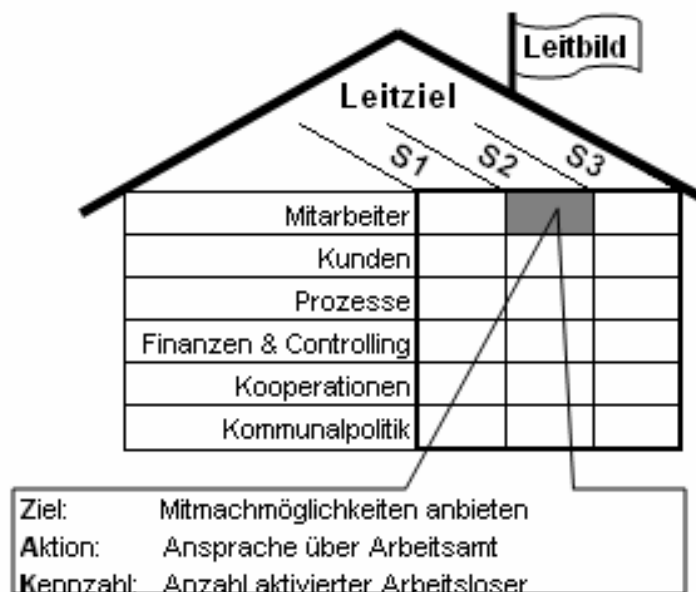 Leitbild
Leitziel
S1 S2 S3
Mitarbeiter
Kunden
Prozesse
Finanzen & Controlling
Kooperationen
Kommunalpolitik
Ziel: Mitmachmöglichkeiten anbieten
Aktion: Ansprache über Arbeitsamt
Kennzahl: Anzahl aktivierter Arbeitsloser